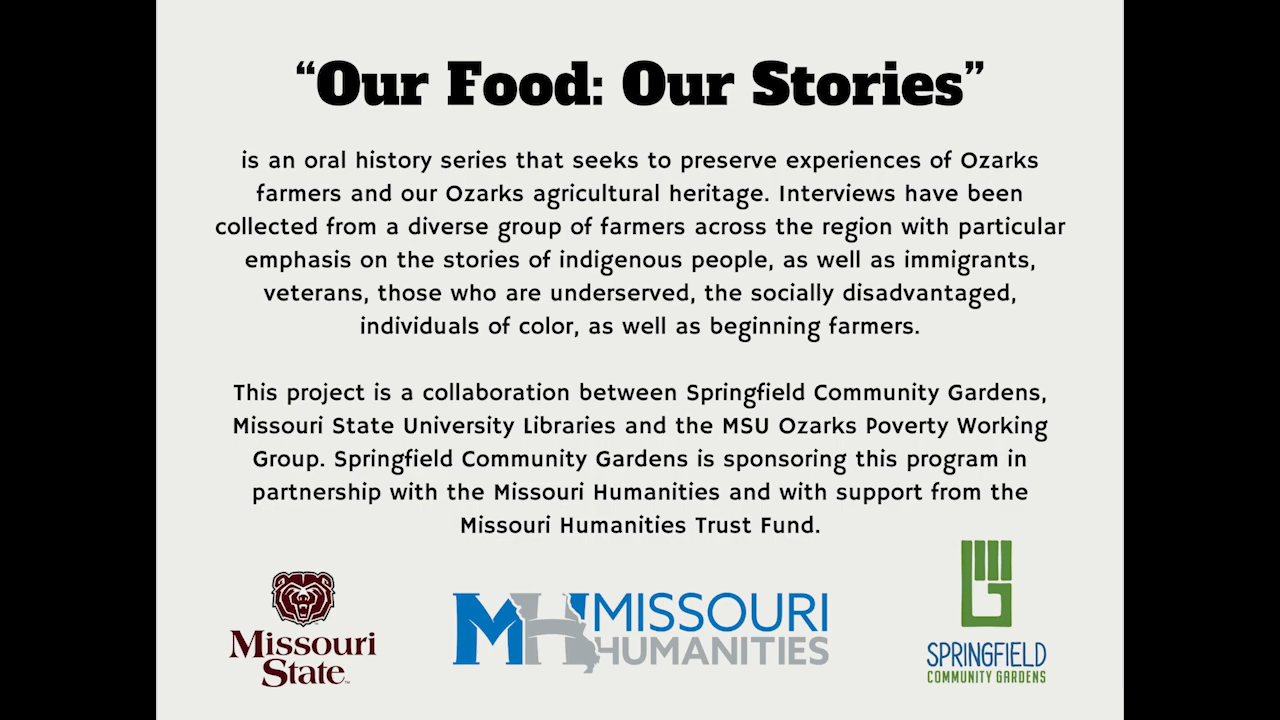 “Our Food: Our Stories”
is an oral history series that seeks to preserve experiences of Ozarks
farmers and our Ozarks agricultural heritage. Interviews have been
collected from a diverse group of farmers across the region with particular
emphasis on the stories of indigenous people, as well as immigrants,
veterans, those who are underserved, the socially disadvantaged,
individuals of color, as well as beginning farmers.
This project is a collaboration between Springfield Community Gardens,
Missouri State University Libraries and the MSU Ozarks Poverty Working
Group. Springfield Community Gardens is sponsoring this program in
partnership with the Missouri Humanities and with support from the
Missouri Humanities Trust Fund.
Missouri
State™
MH MISSOURI
HUMANITIES
SPRINGFIELD
COMMUNITY GARDENS